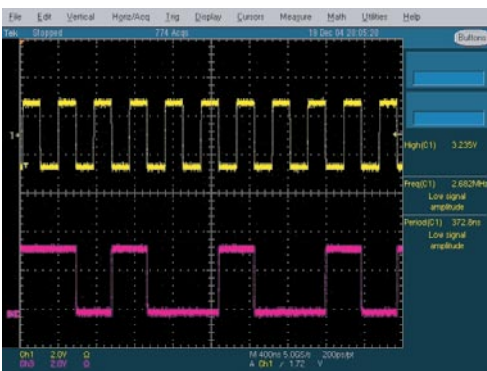 File Edit Vertical Horiz/Acq Trig Display Cursors Measure Math Utilities Help
Tek Stopped 774 Acqs 19 Dec 04 20:05:20
Buttons
High(C1) 3.235V
Freq(C1) 2.682MHz
Low signal
amplitude
Period(C1) 372.8ns
Low signal
amplitude
Ch1 2.0V Ω
Ch3 2.0V Ω
M 400ns 5.0GS/s 200ps/pt
A Ch1 1.72 V